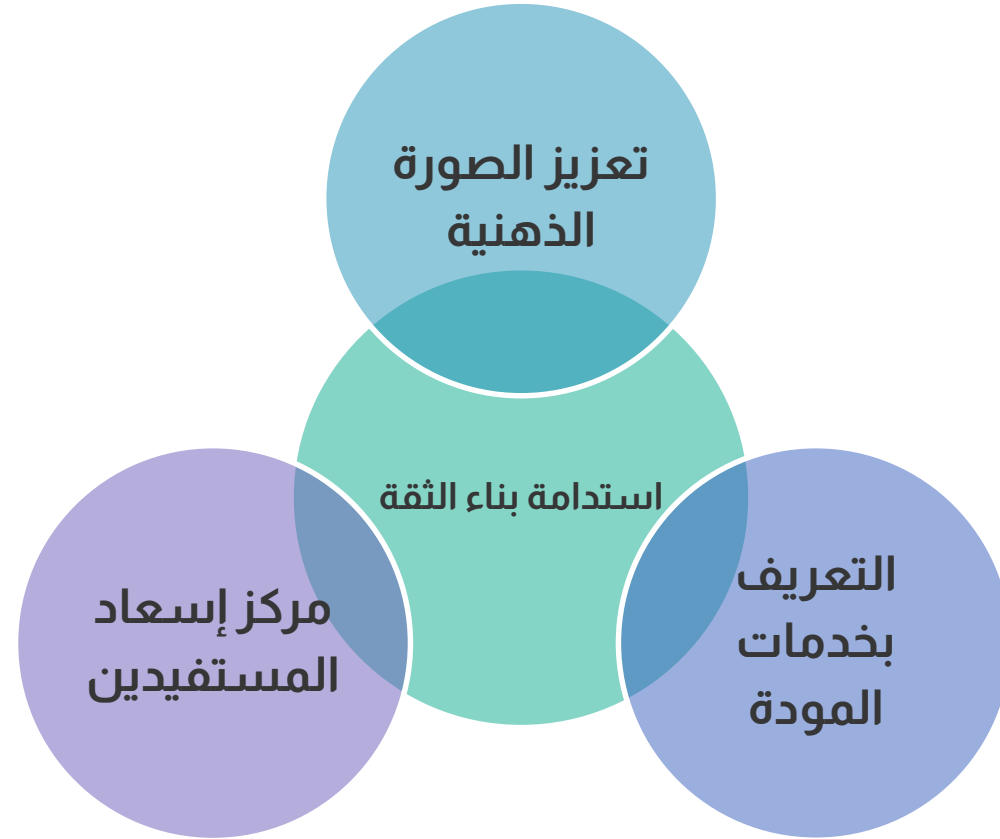 تعزيز الصورة
الذهنية
استدامة بناء الثقة
التعريف
بخدمات
المودة
مركز إسعاد
المستفيدين